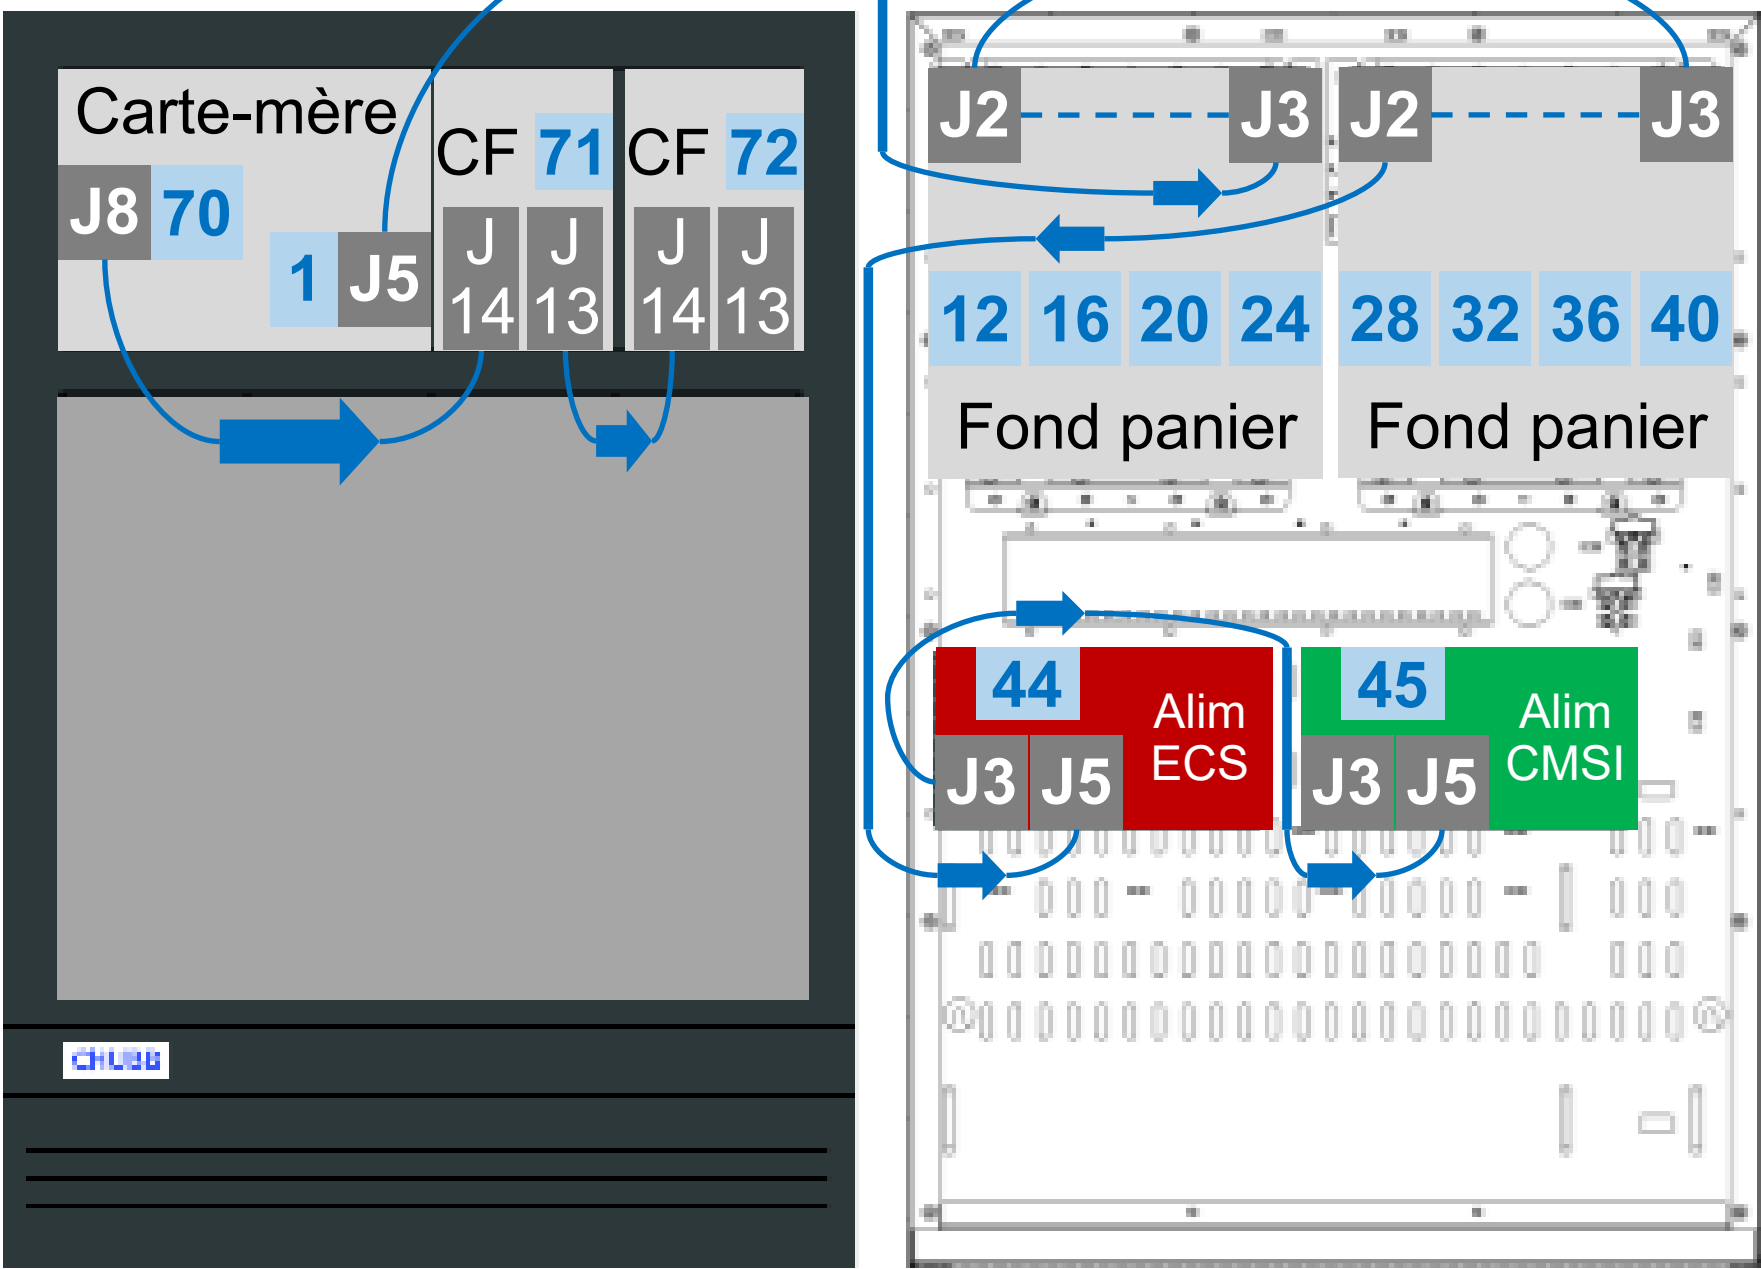 Carte-mère
J8 70
1 J5
CF 71
J 14
J 13
CF 72
J 14
J 13
CHUBB
J2 J3 J2 J3
12 16 20 24 28 32 36 40
Fond panier Fond panier
44
Alim
ECS
J3 J5
45
Alim
CMSI
J3 J5